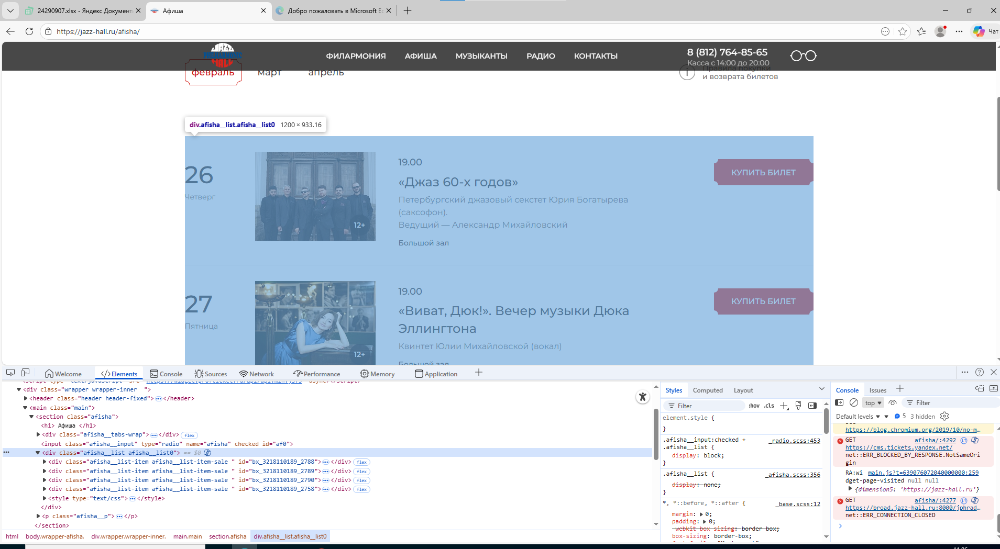 24290907.xlsx - Яндекс Документ
Афиша
Добро пожаловать в Microsoft Ed
https://jazz-hall.ru/afisha/
Чат
JAZZ
PHILHARMONIC
HALL
ФИЛАРМОНИЯ
АФИША
МУЗЫКАНТЫ
РАДИО
КОНТАКТЫ
8 (812) 764-85-65
Касса с 14:00 до 20:00
февраль
март
апрель
Правила покупки
и возврата билетов
div.afisha__list.afisha__list0 1200 × 933.16
26
Четверг
12+
19.00
«Джаз 60-х годов»
Петербургский джазовый секстет Юрия Богатырева
(саксофон).
Ведущий — Александр Михайловский
Большой зал
КУПИТЬ БИЛЕТ
27
Пятница
12+
19.00
«Виват, Дюк!». Вечер музыки Дюка
Эллингтона
Квинтет Юлии Михайловской (вокал)
Большой зал
КУПИТЬ БИЛЕТ
Welcome
Elements
Console
Sources
Network
Performance
Memory
Application
<div class="wrapper wrapper-inner  ">
<header class="header header-fixed">…</header>
<main class="main">
<section class="afisha">
<h1> Афиша </h1>
<div class="afisha__tabs-wrap">…</div> flex
<input class="afisha__input" type="radio" name="afisha" checked id="af0">
<div class="afisha__list afisha__list0"> == $0
<div class="afisha__list-item afisha__list-item-sale " id="bx_3218110189_2788">…</div> flex
<div class="afisha__list-item afisha__list-item-sale " id="bx_3218110189_2789">…</div> flex
<div class="afisha__list-item afisha__list-item-sale " id="bx_3218110189_2790">…</div> flex
<div class="afisha__list-item afisha__list-item-sale " id="bx_3218110189_2758">…</div> flex
<style type="text/css">…</style>
</div>
<p class="afisha__p">…</p>
</section>
html body.wrapper-afisha. div.wrapper.wrapper-inner. main.main section.afisha div.afisha__list.afisha__list0
Styles
Computed
Layout
Filter
:hov .cls
element.style {
}
.afisha__input:checked + _radio.scss:453
.afisha__list {
display: block;
}
.afisha__list { _afisha.scss:356
display: none;
}
*, *::before, *::after { _base.scss:12
margin: 0;
padding: 0;
-webkit-box-sizing: border-box;
box-sizing: border-box;
Console
Issues
top
Filter
Default levels
5
3 hidden
https://blog.chromium.org/2019/10/no-m…
GET afisha/:4292
https://cms.tickets.yandex.net/
net::ERR_BLOCKED_BY_RESPONSE.NotSameOri
gin
RA:wi main.js?t=639076072040000000:259
dget-page-visited null null
{dimension5: 'https://jazz-hall.ru'}
GET afisha/:4277
https://broad.jazz-hall.ru:8000/jphrad…
net::ERR_CONNECTION_CLOSED